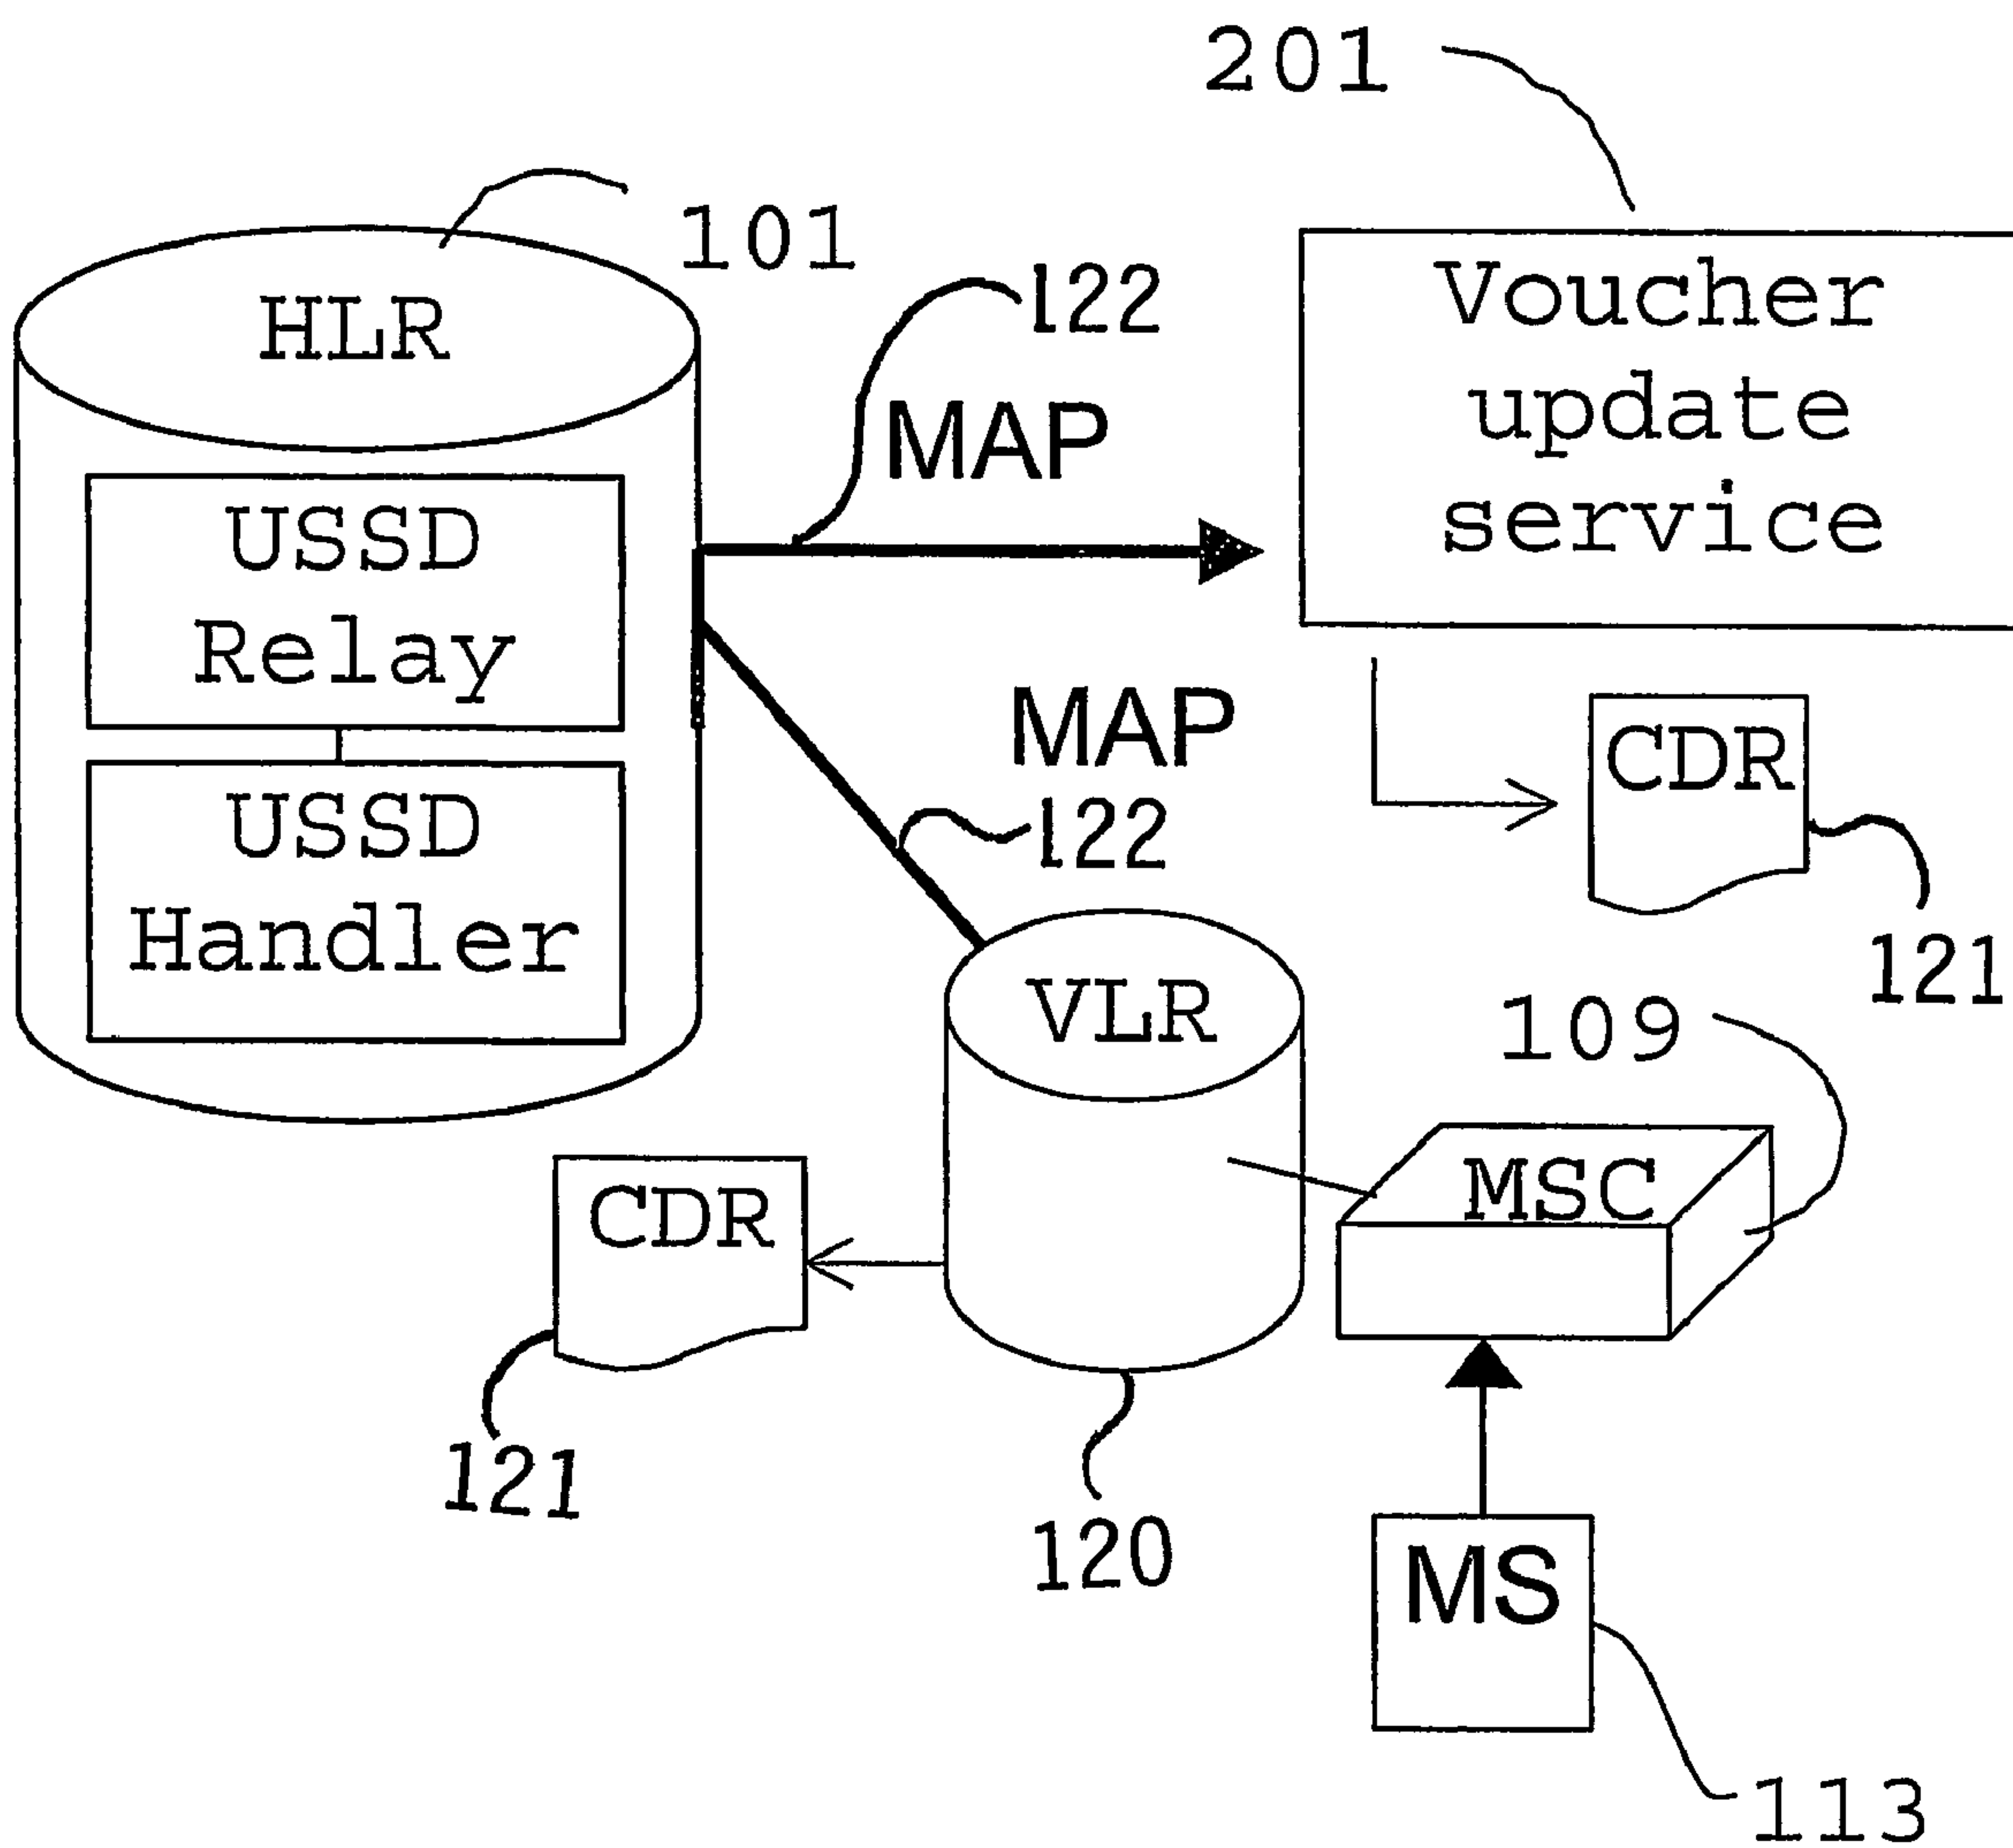 201
101
HLR
122
MAP
Voucher
update
service
USSD
Relay
MAP
122
CDR
121
USSD
Handler
VLR
109
MSC
CDR
121
120
MS
113